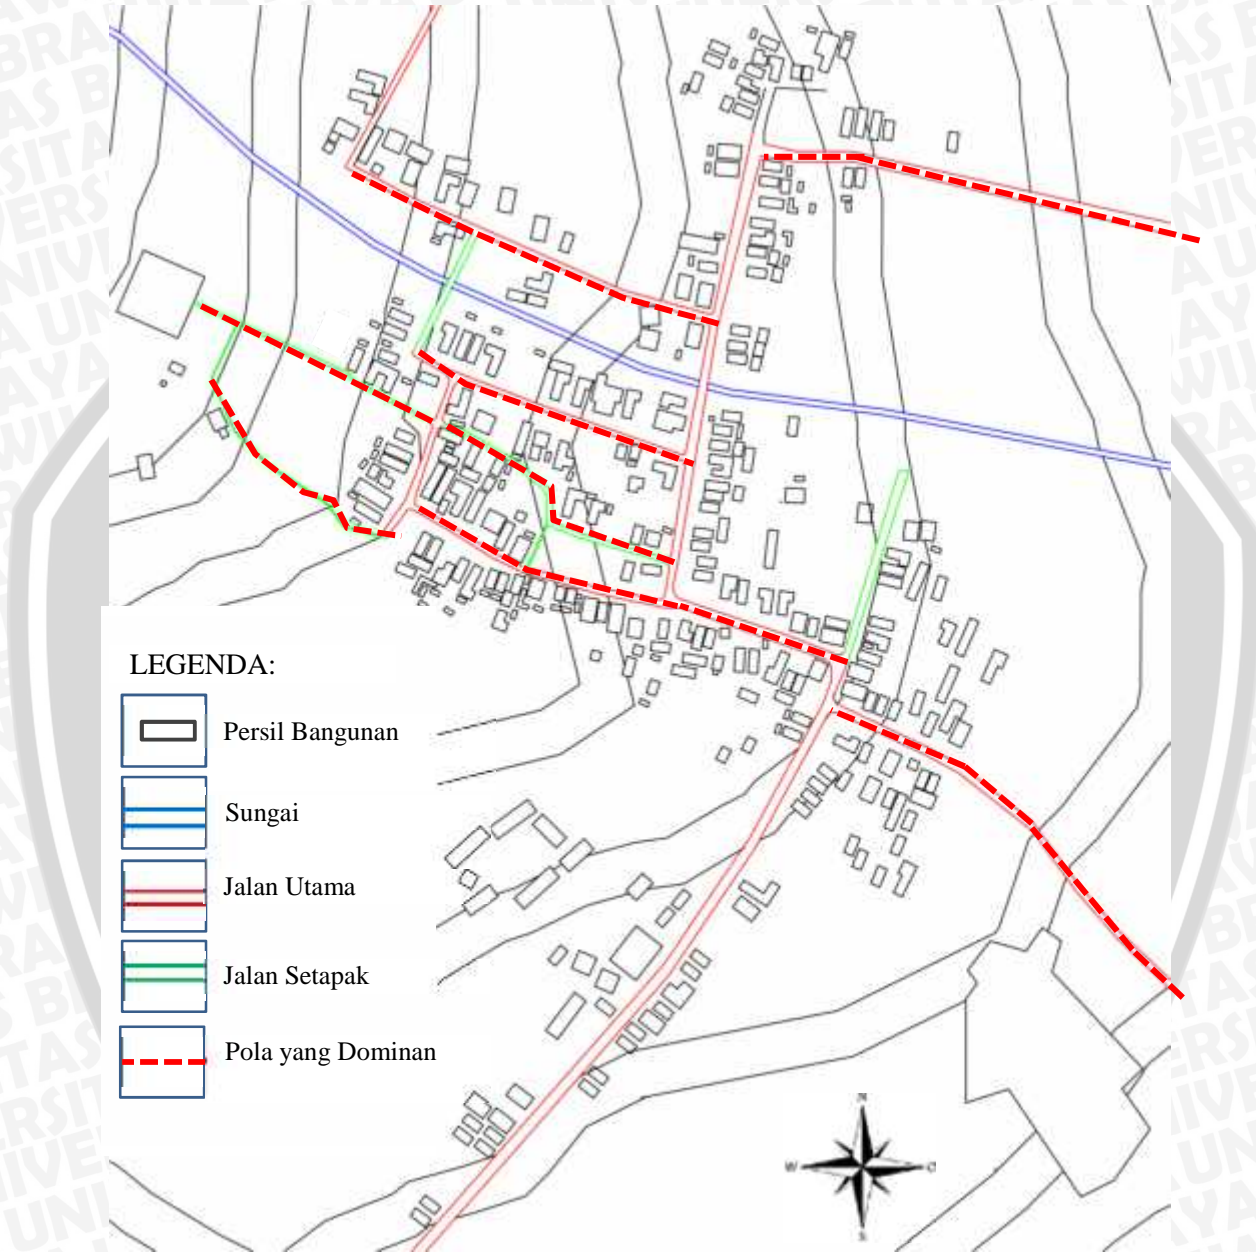 LEGENDA:
Persil Bangunan
Sungai
Jalan Utama
Jalan Setapak
Pola yang Dominan
N
W
S